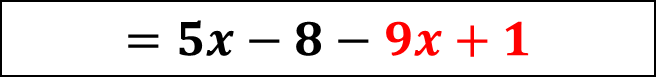 = 5x − 8 − 9x + 1